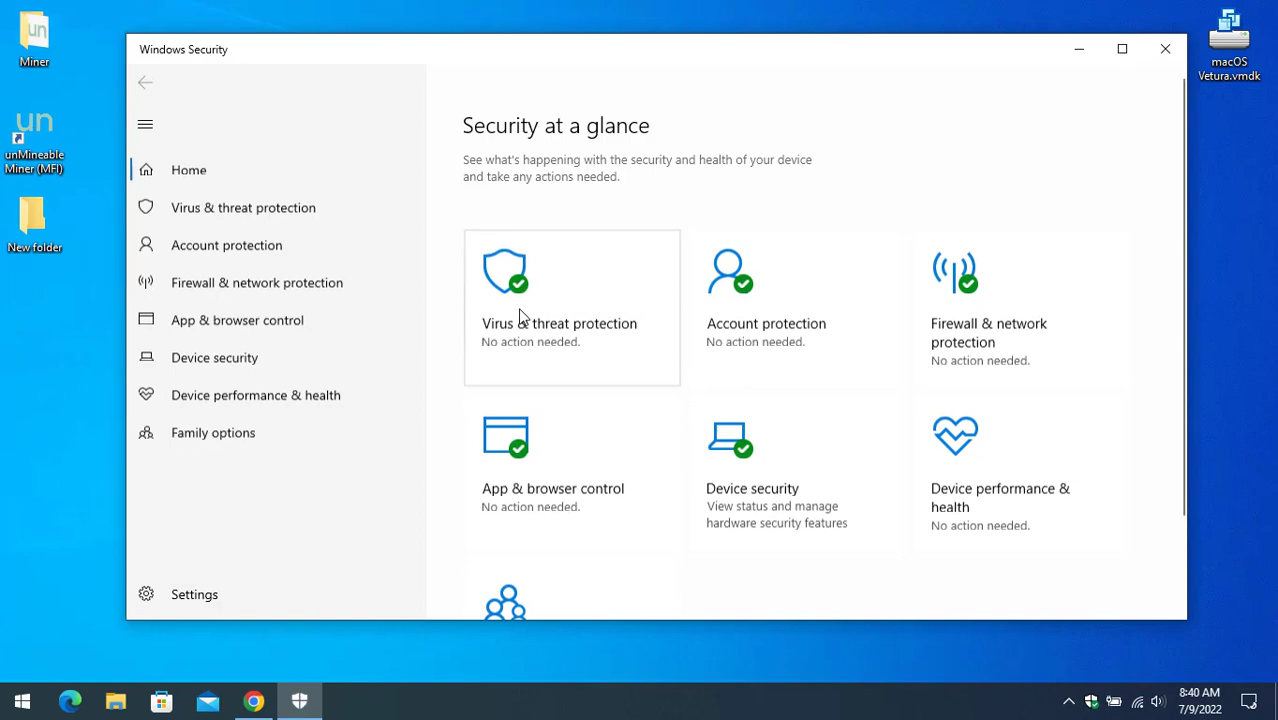 un
Miner
un
unMineable
Miner (MFI)
New folder
macOS
Vetura.vmdk
Windows Security
Home
Virus & threat protection
Account protection
Firewall & network protection
App & browser control
Device security
Device performance & health
Family options
Settings
Security at a glance
See what's happening with the security and health of your device
and take any actions needed.
Virus & threat protection
No action needed.
Account protection
No action needed.
Firewall & network
protection
No action needed.
App & browser control
No action needed.
Device security
View status and manage
hardware security features
Device performance &
health
No action needed.
8:40 AM
7/9/2022